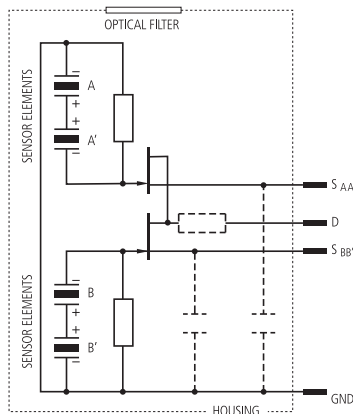 OPTICAL FILTER
SENSOR ELEMENTS
−
A
+
+
A'
−
S AA'
D
S BB'
SENSOR ELEMENTS
−
B
+
+
B'
−
GND
HOUSING